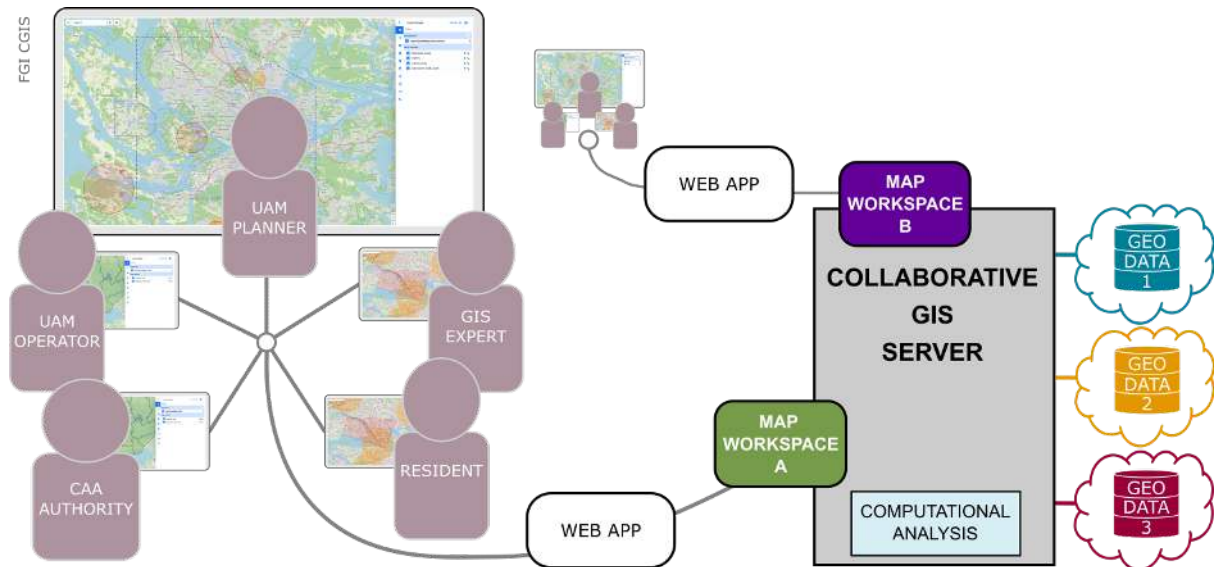 FGI CGIS
UAM
PLANNER
UAM
OPERATOR
GIS
EXPERT
CAA
AUTHORITY
RESIDENT
WEB APP
MAP
WORKSPACE
B
COLLABORATIVE
GIS
SERVER
GEO
DATA
1
GEO
DATA
2
MAP
WORKSPACE
A
WEB APP
COMPUTATIONAL
ANALYSIS
GEO
DATA
3